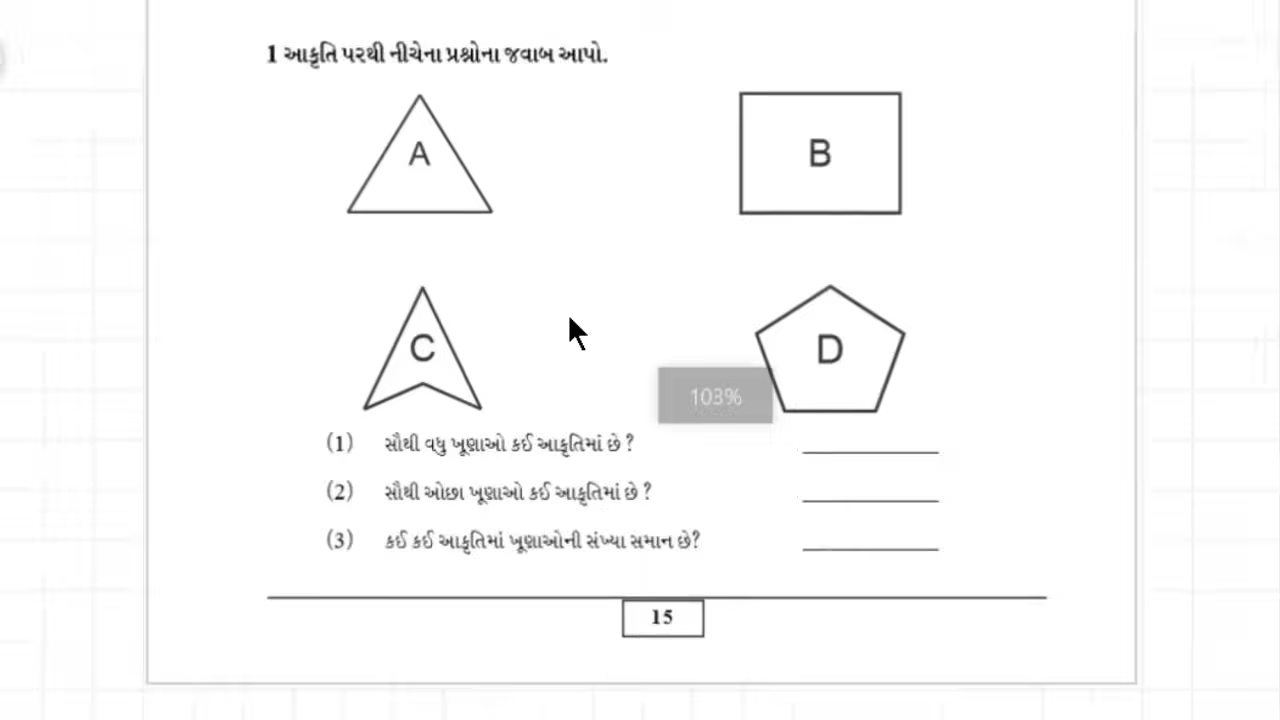 1 આકૃતિ પરથી નીચેના પ્રશ્નોના જવાબ આપો.
A
B
C
D
103%
(1) સૌથી વધુ ખૂણાઓ કઈ આકૃતિમાં છે ?
(2) સૌથી ઓછા ખૂણાઓ કઈ આકૃતિમાં છે ?
(3) કઈ કઈ આકૃતિમાં ખૂણાઓની સંખ્યા સમાન છે?
15